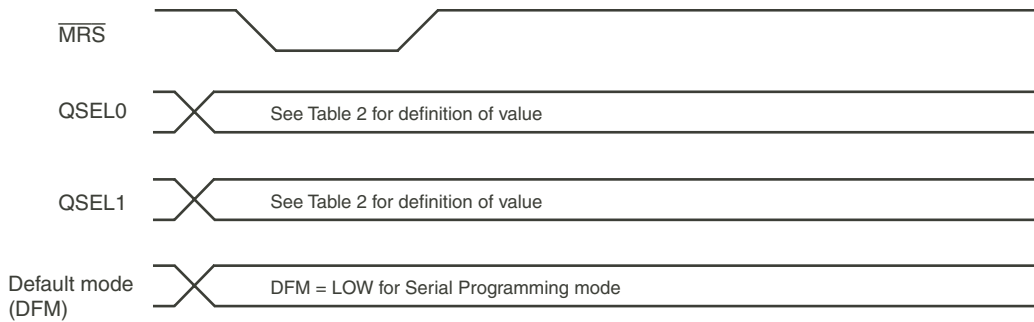 MRS
QSEL0
See Table 2 for definition of value
QSEL1
See Table 2 for definition of value
Default mode
(DFM)
DFM = LOW for Serial Programming mode